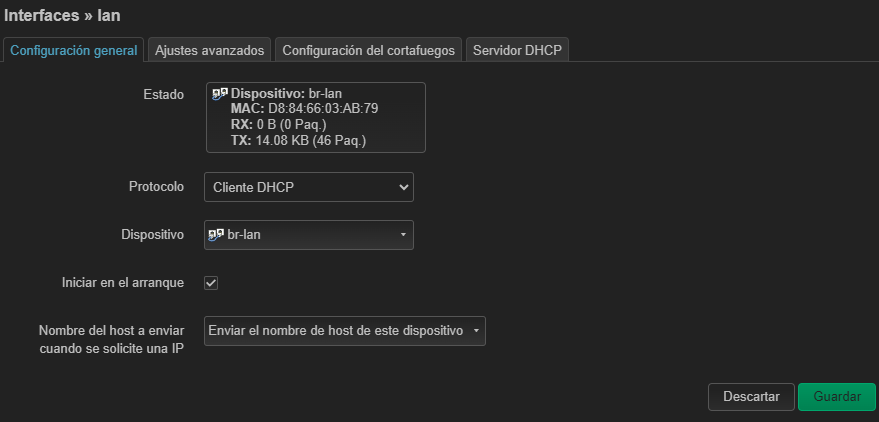 Interfaces » lan
Configuración general
Ajustes avanzados
Configuración del cortafuegos
Servidor DHCP
Estado
Dispositivo: br-lan
MAC: D8:84:66:03:AB:79
RX: 0 B (0 Paq.)
TX: 14.08 KB (46 Paq.)
Protocolo
Cliente DHCP
Dispositivo
br-lan
Iniciar en el arranque
Nombre del host a enviar
cuando se solicite una IP
Enviar el nombre de host de este dispositivo
Descartar
Guardar